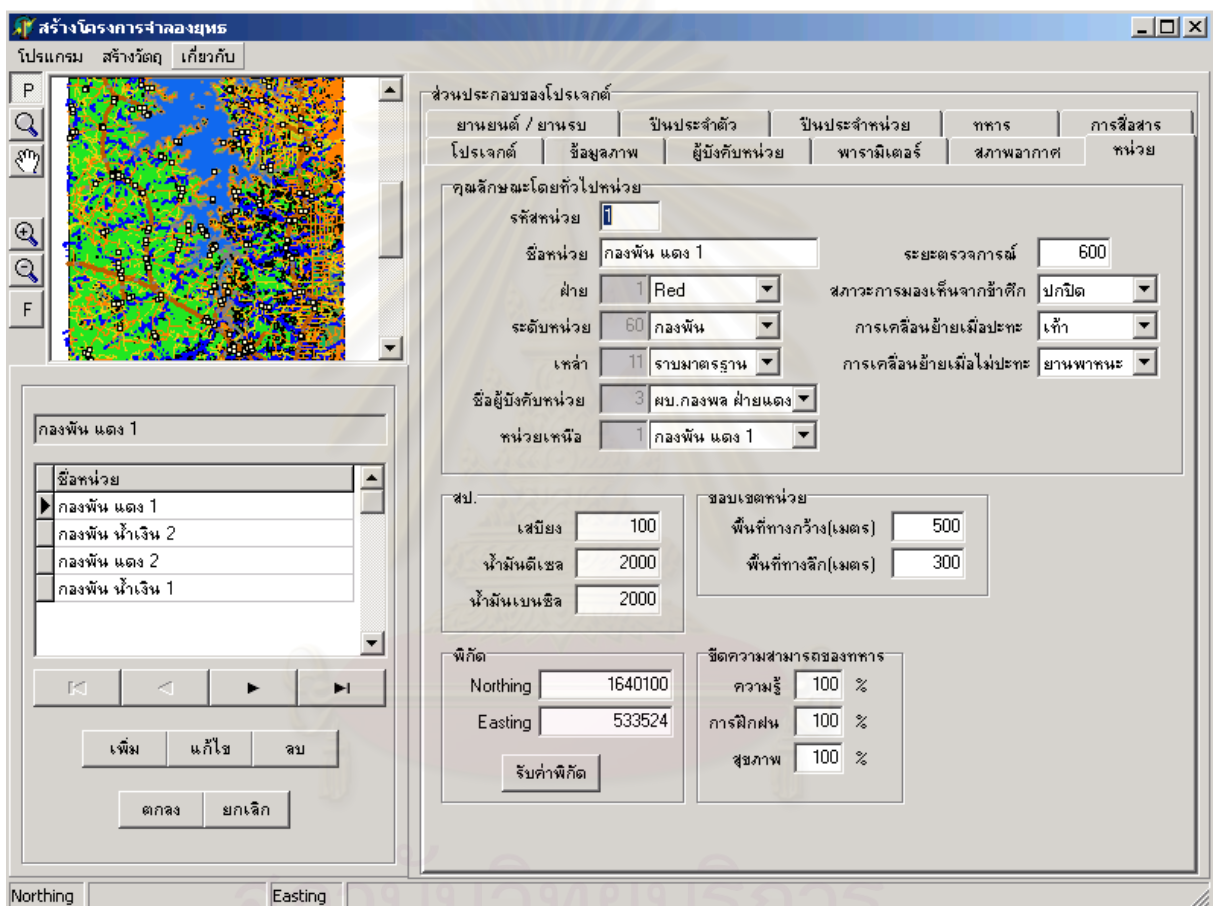 สร้างโครงการจำลองยุทธ
โปรแกรม สร้างวัตถุ เกี่ยวกับ
P
F
ส่วนประกอบของโปรเจกต์
ยานยนต์ / ยานรบ ปืนประจำตัว ปืนประจำหน่วย ทหาร การสื่อสาร
โปรเจกต์ ข้อมูลภาพ ผู้บังคับหน่วย พารามิเตอร์ สภาพอากาศ หน่วย
คุณลักษณะโดยทั่วไปหน่วย
รหัสหน่วย 1
ชื่อหน่วย กองพัน แดง 1 ระยะตรวจการณ์ 600
ฝ่าย 1 Red สภาวะการมองเห็นจากข้าศึก ปกปิด
ระดับหน่วย 60 กองพัน การเคลื่อนย้ายเมื่อปะทะ เท้า
เหล่า 11 ราบมาตรฐาน การเคลื่อนย้ายเมื่อไม่ปะทะ ยานพาหนะ
ชื่อผู้บังคับหน่วย 3 ผบ.กองพล ฝ่ายแดง
หน่วยเหนือ 1 กองพัน แดง 1
กองพัน แดง 1
ชื่อหน่วย
กองพัน แดง 1
กองพัน น้ำเงิน 2
กองพัน แดง 2
กองพัน น้ำเงิน 1
เพิ่ม แก้ไข ลบ
ตกลง ยกเลิก
สป.
เสบียง 100
น้ำมันดีเซล 2000
น้ำมันเบนซิล 2000
ขอบเขตหน่วย
พื้นที่ทางกว้าง(เมตร) 500
พื้นที่ทางลึก(เมตร) 300
พิกัด
Northing 1640100
Easting 533524
รับค่าพิกัด
ขีดความสามารถของทหาร
ความรู้ 100 %
การฝึกฝน 100 %
สุขภาพ 100 %
Northing Easting